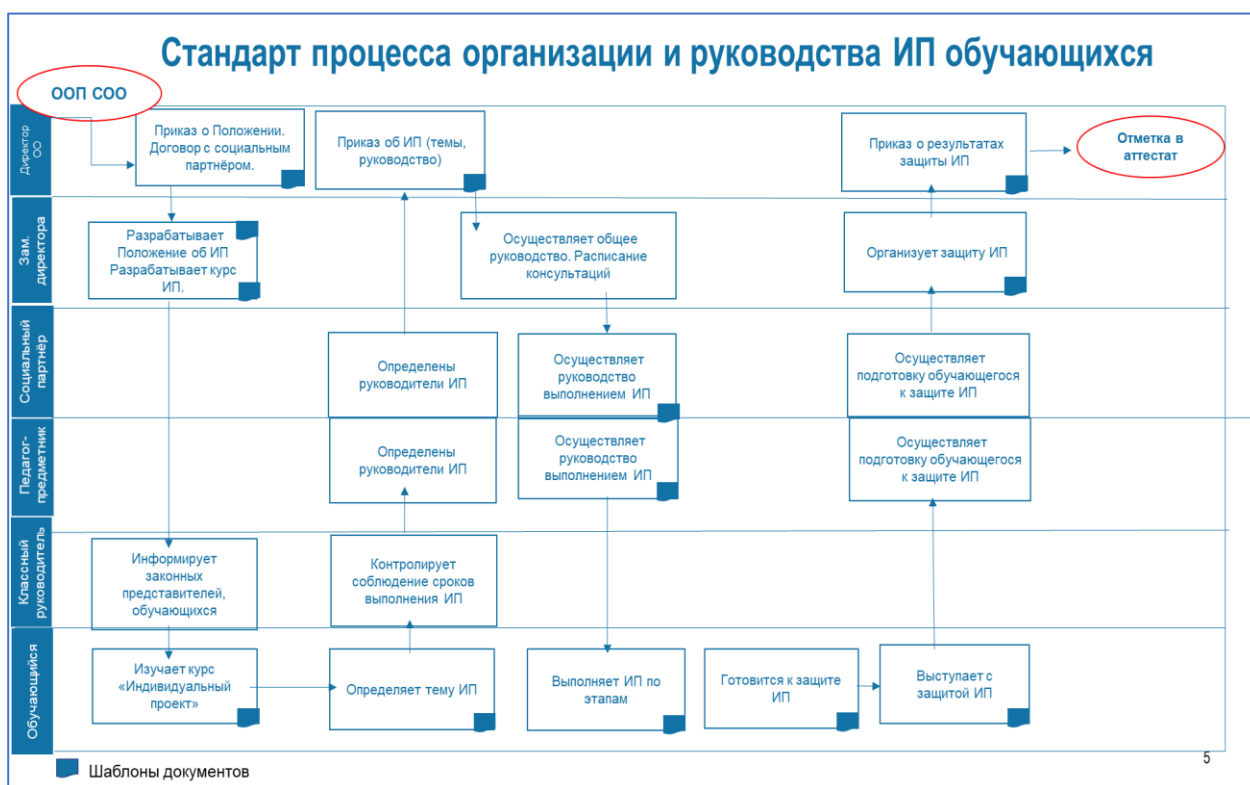 Стандарт процесса организации и руководства ИП обучающихся
ООП СОО
Директор
ОО
Приказ о Положении.
Договор с социальным
партнёром.
Приказ об ИП (темы,
руководство)
Приказ о результатах
защиты ИП
Отметка в
аттестат
Зам.
директора
Разрабатывает
Положение об ИП
Разрабатывает курс
ИП.
Осуществляет общее
руководство. Расписание
консультаций
Организует защиту ИП
Социальный
партнёр
Определены
руководители ИП
Осуществляет
руководство
выполнением ИП
Осуществляет
подготовку обучающегося
к защите ИП
Педагог-
предметник
Определены
руководители ИП
Осуществляет
руководство
выполнением ИП
Осуществляет
подготовку обучающегося
к защите ИП
Классный
руководитель
Информирует
законных
представителей,
обучающихся
Контролирует
соблюдение сроков
выполнения ИП
Обучающийся
Изучает курс
«Индивидуальный
проект»
Определяет тему ИП
Выполняет ИП по
этапам
Готовится к защите
ИП
Выступает с
защитой ИП
5
Шаблоны документов